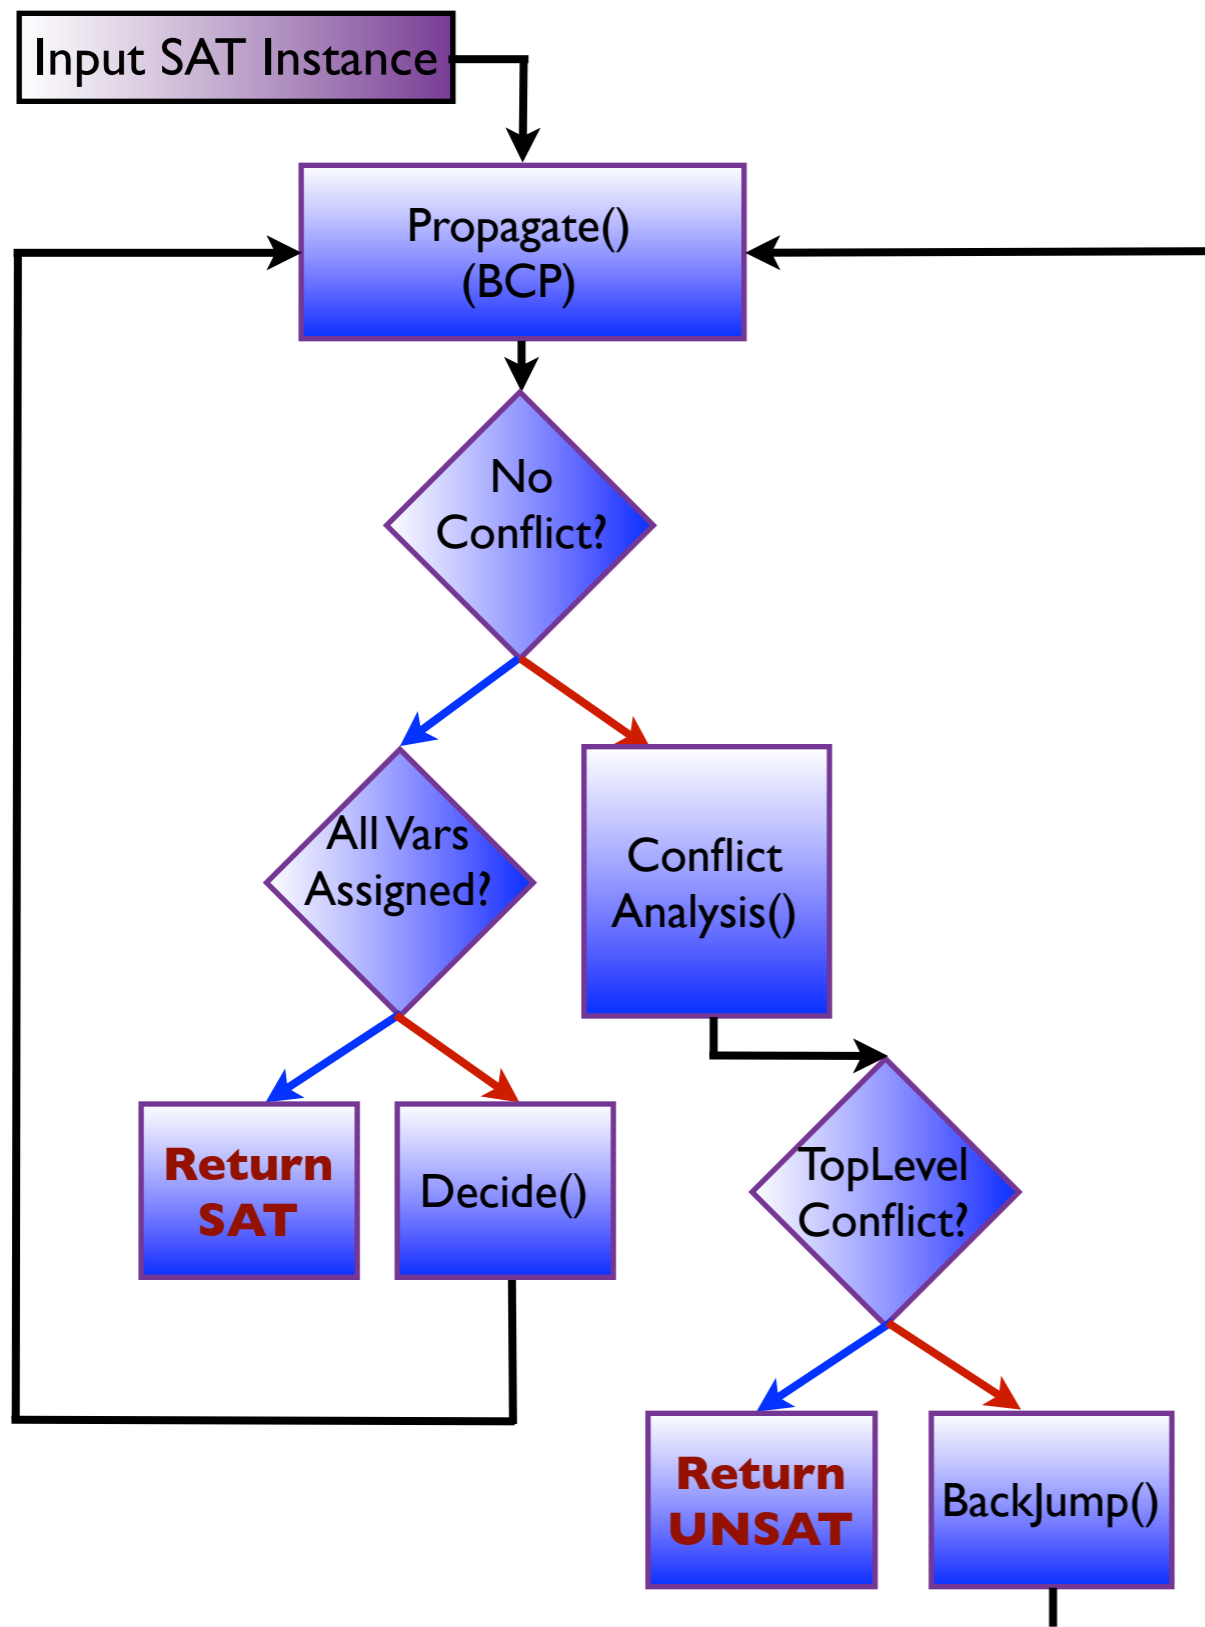 Input SAT Instance
Propagate()
(BCP)
No
Conflict?
All Vars
Assigned?
Conflict
Analysis()
Return
SAT
Decide()
TopLevel
Conflict?
Return
UNSAT
BackJump()